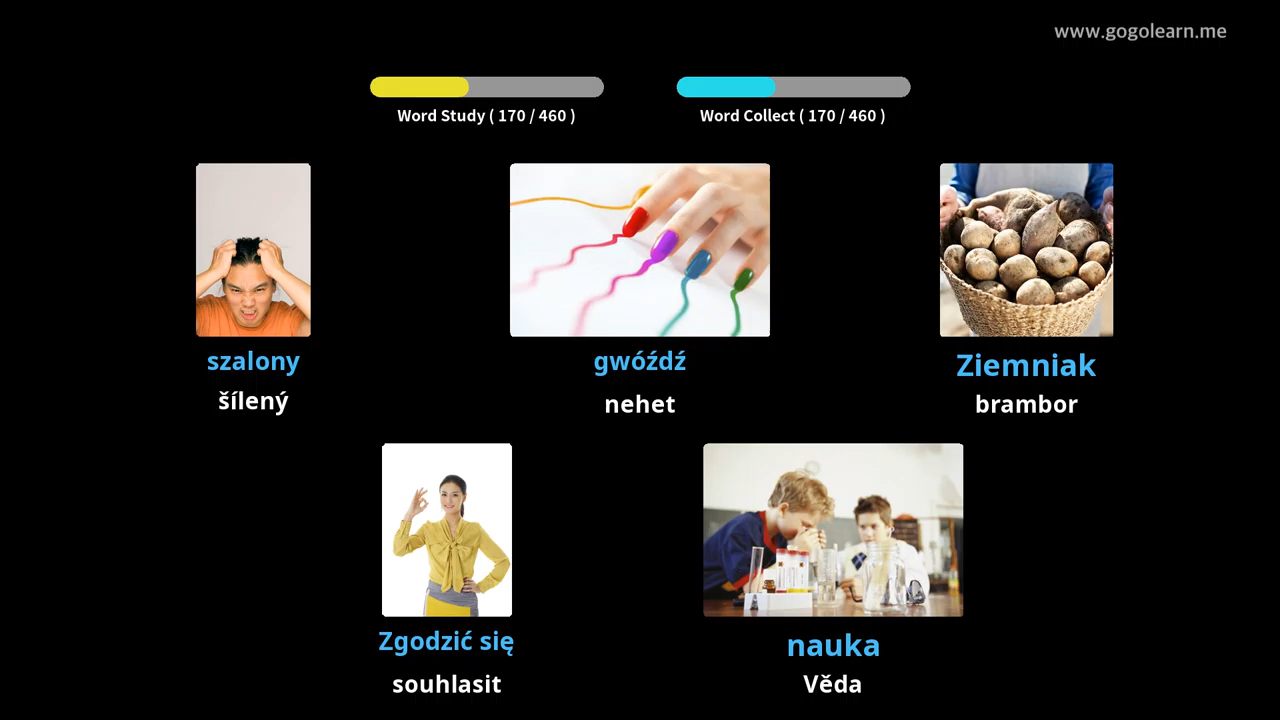 www.gogolearn.me
Word Study ( 170 / 460 )
Word Collect ( 170 / 460 )
szalony
šílený
gwóźdź
nehet
Ziemniak
brambor
Zgodzić się
souhlasit
nauka
Věda